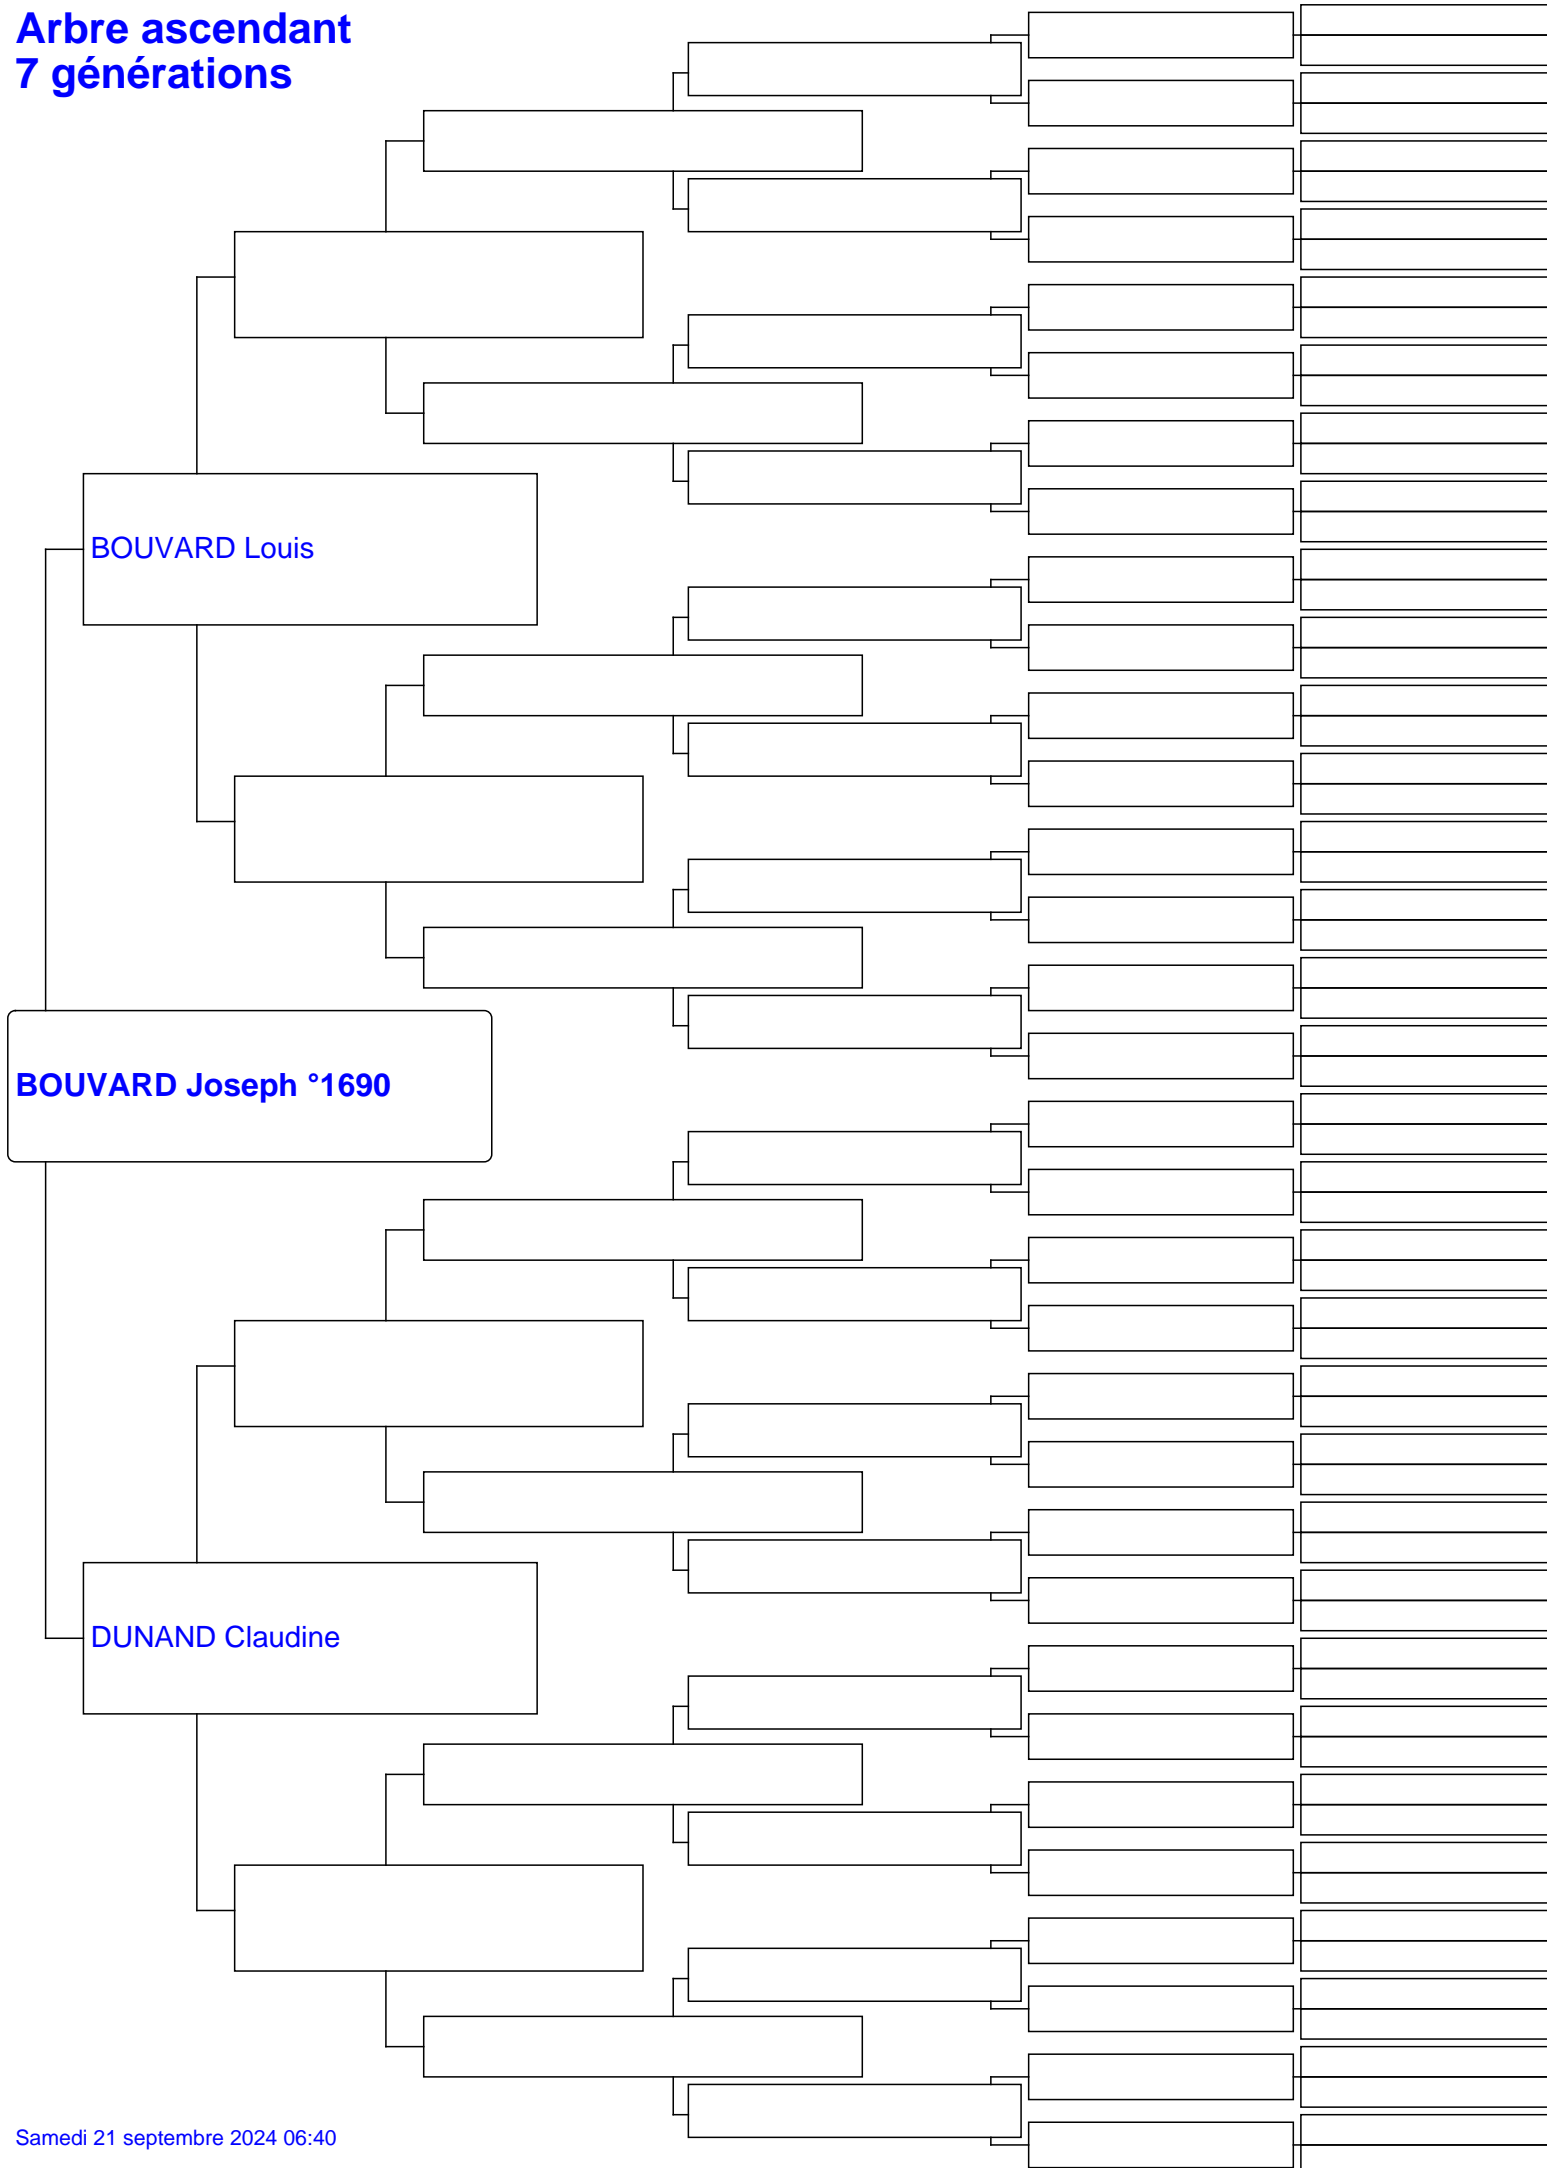 Arbre ascendant
7 générations
BOUVARD Louis
BOUVARD Joseph °1690
DUNAND Claudine
Samedi 21 septembre 2024 06:40